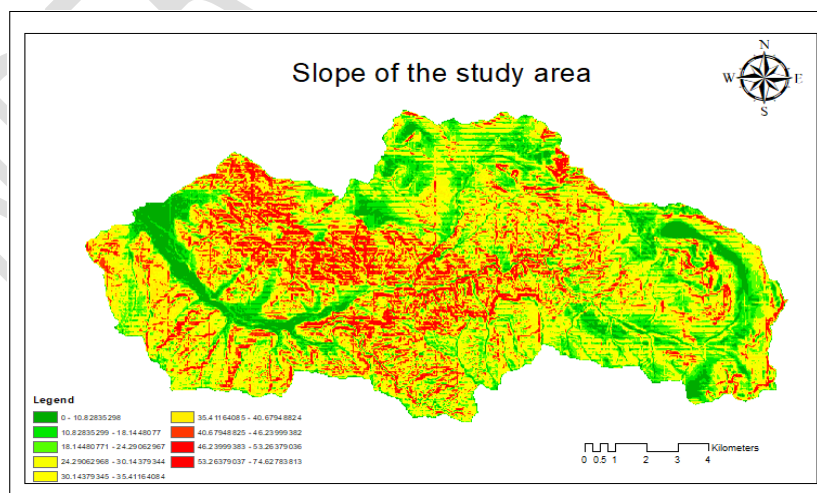 Slope of the study area
N
W E
S
Legend
0 - 10.82835298
10.82835299 - 18.1448077
18.14480771 - 24.29062967
24.29062968 - 30.14379344
30.14379345 - 35.41164084
35.41164085 - 40.67948824
40.67948825 - 46.23999382
46.23999383 - 53.26379036
53.26379037 - 74.62783813
Kilometers
0 0.5 1 2 3 4